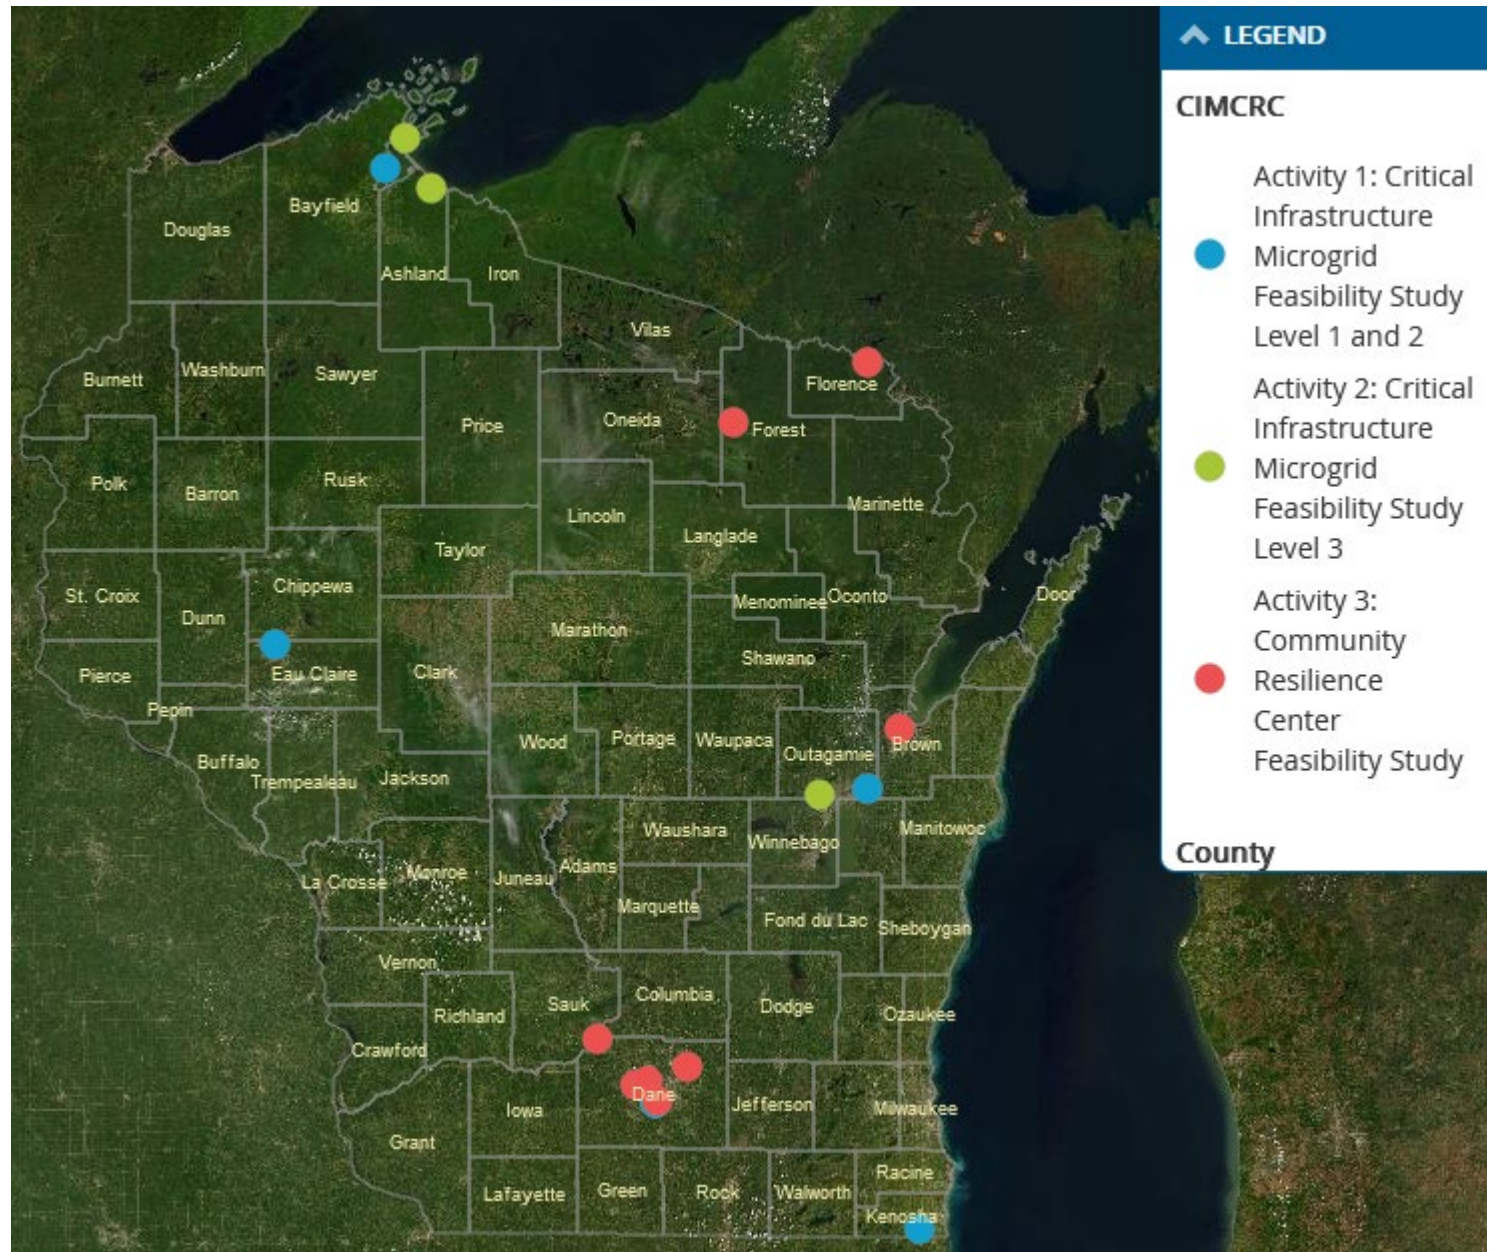 LEGEND
CIMCRC
Activity 1: Critical
Infrastructure
Microgrid
Feasibility Study
Level 1 and 2
Activity 2: Critical
Infrastructure
Microgrid
Feasibility Study
Level 3
Activity 3:
Community
Resilience
Center
Feasibility Study
County
Bayfield
Douglas
Ashland
Iron
Vilas
Washburn
Sawyer
Burnett
Florence
Oneida
Price
Forest
Polk
Barron
Rusk
Marinette
Lincoln
Langlade
Taylor
Chippewa
St. Croix
Dunn
Menominee
Oconto
Door
Marathon
Shawano
Pierce
Eau Claire
Clark
Pepin
Wood
Portage
Waupaca
Outagamie
Brown
Buffalo
Trempealeau
Jackson
Waushara
Winnebago
Manitowoc
La Crosse
Monroe
Juneau
Adams
Marquette
Fond du Lac
Sheboygan
Vernon
Richland
Sauk
Columbia
Dodge
Ozaukee
Crawford
Iowa
Dane
Jefferson
Milwaukee
Grant
Lafayette
Green
Rock
Walworth
Racine
Kenosha